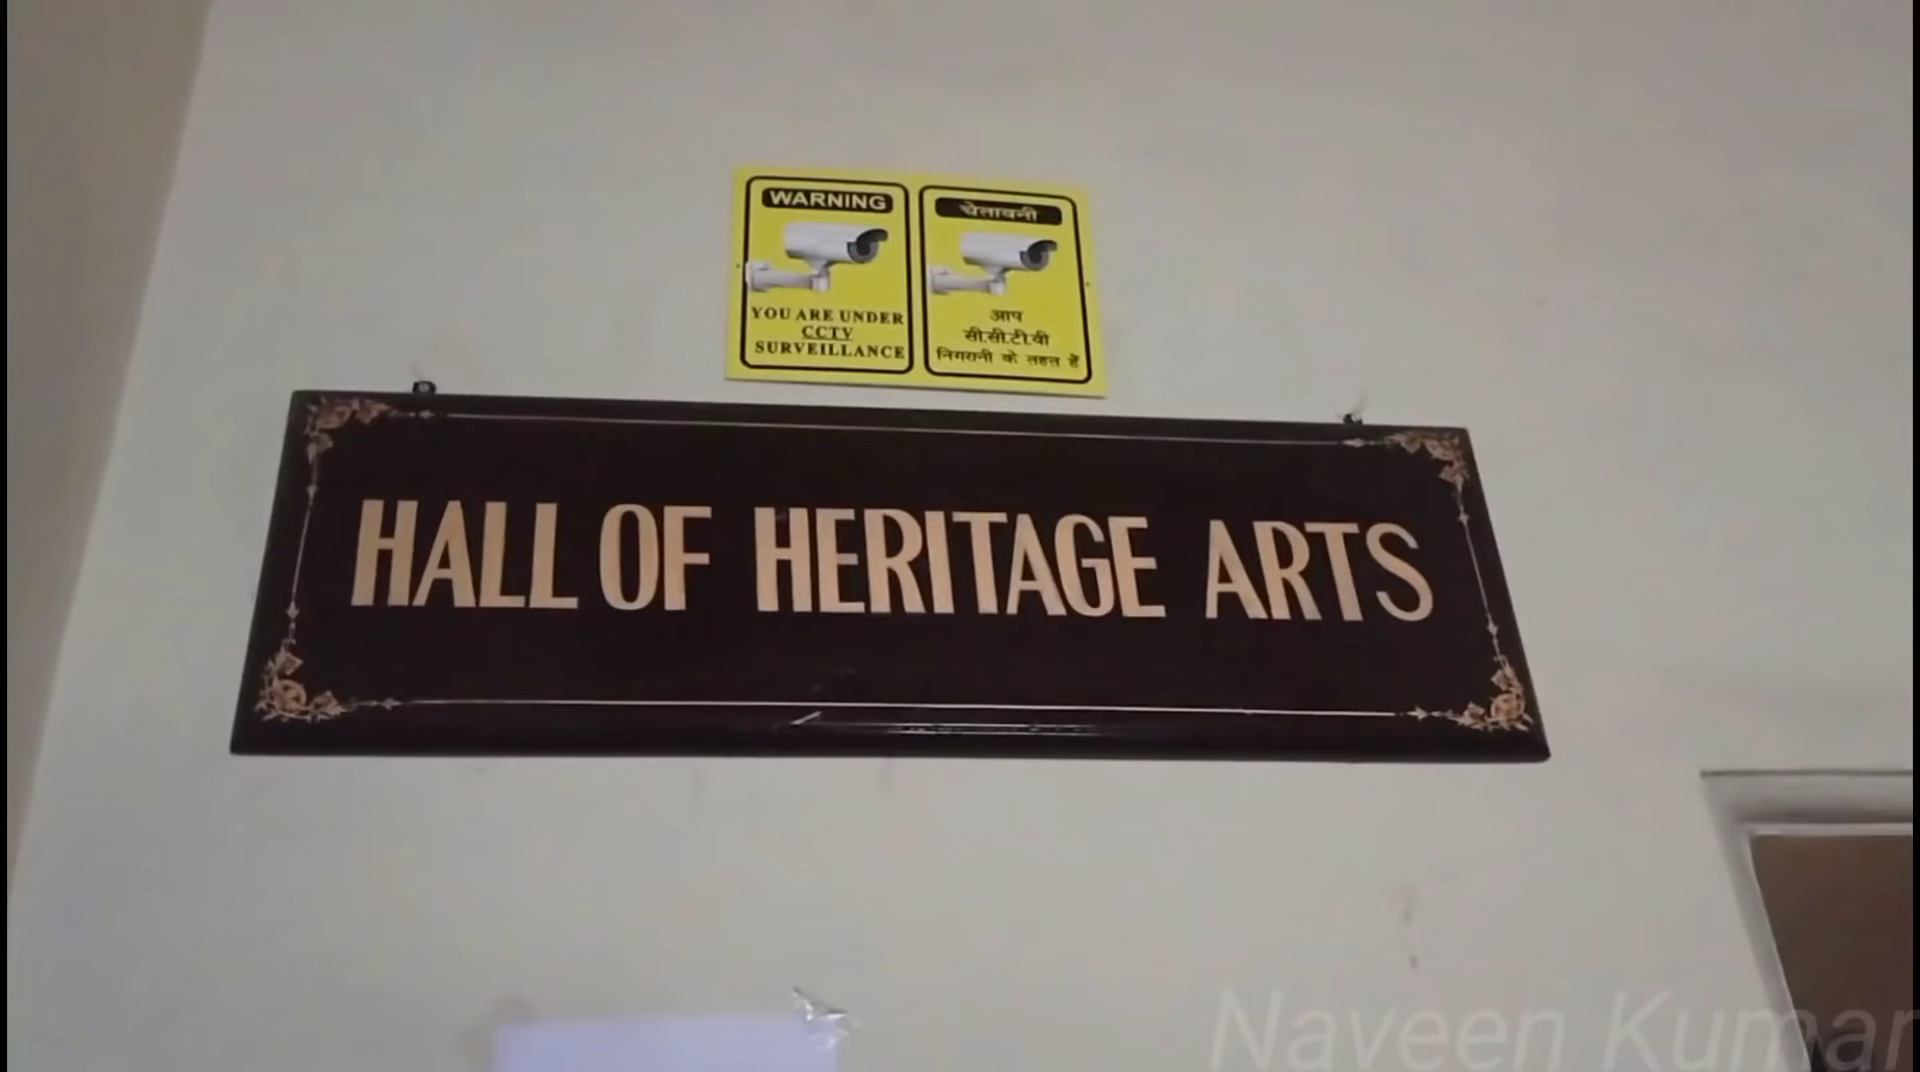 WARNING
YOU ARE UNDER
CCTV
SURVEILLANCE
चेतावनी
आप
सी.सी.टी.वी
निगरानी के तहत हैं
HALL OF HERITAGE ARTS
Naveen Kumar